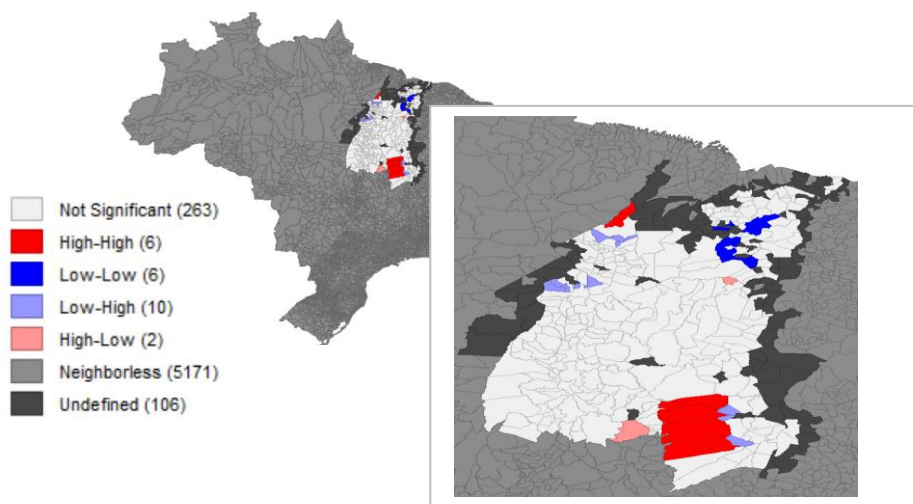 Not Significant (263)
High-High (6)
Low-Low (6)
Low-High (10)
High-Low (2)
Neighborless (5171)
Undefined (106)